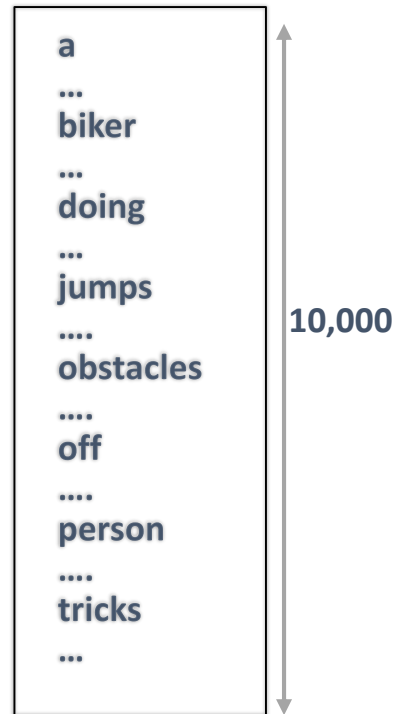 a
...
biker
...
doing
...
jumps
....
obstacles
....
off
....
person
....
tricks
...
10,000